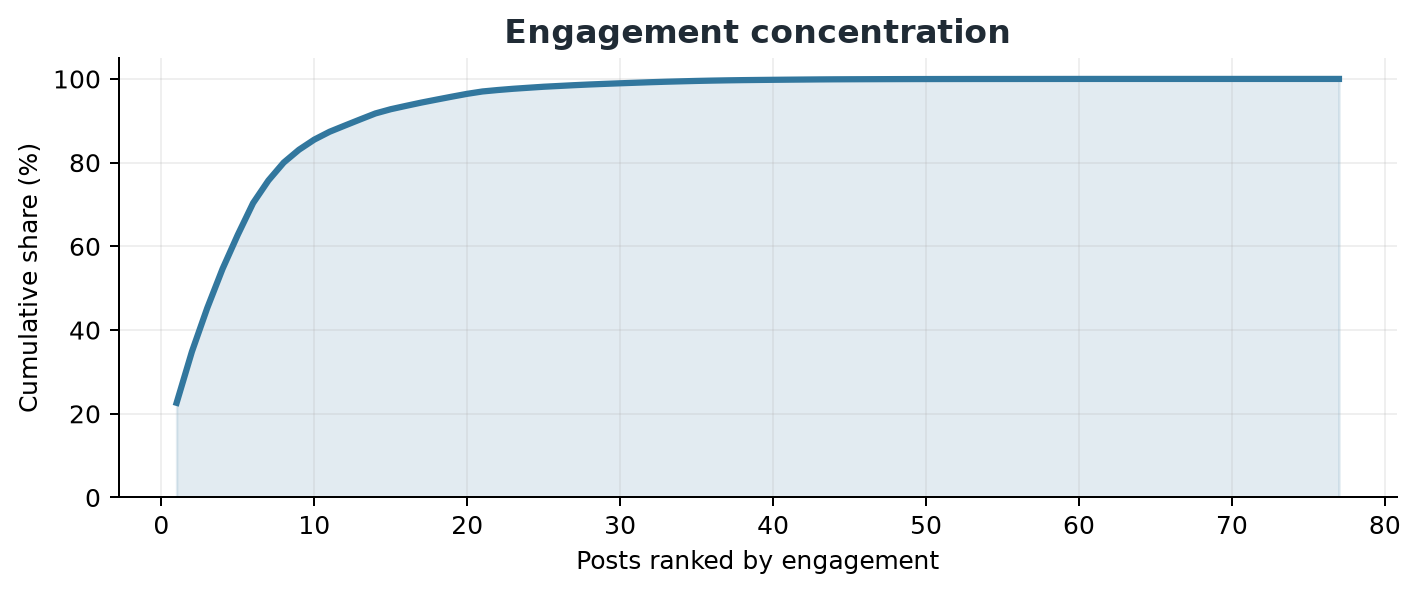 Engagement concentration
Cumulative share (%)
100
80
60
40
20
0
0 10 20 30 40 50 60 70 80
Posts ranked by engagement